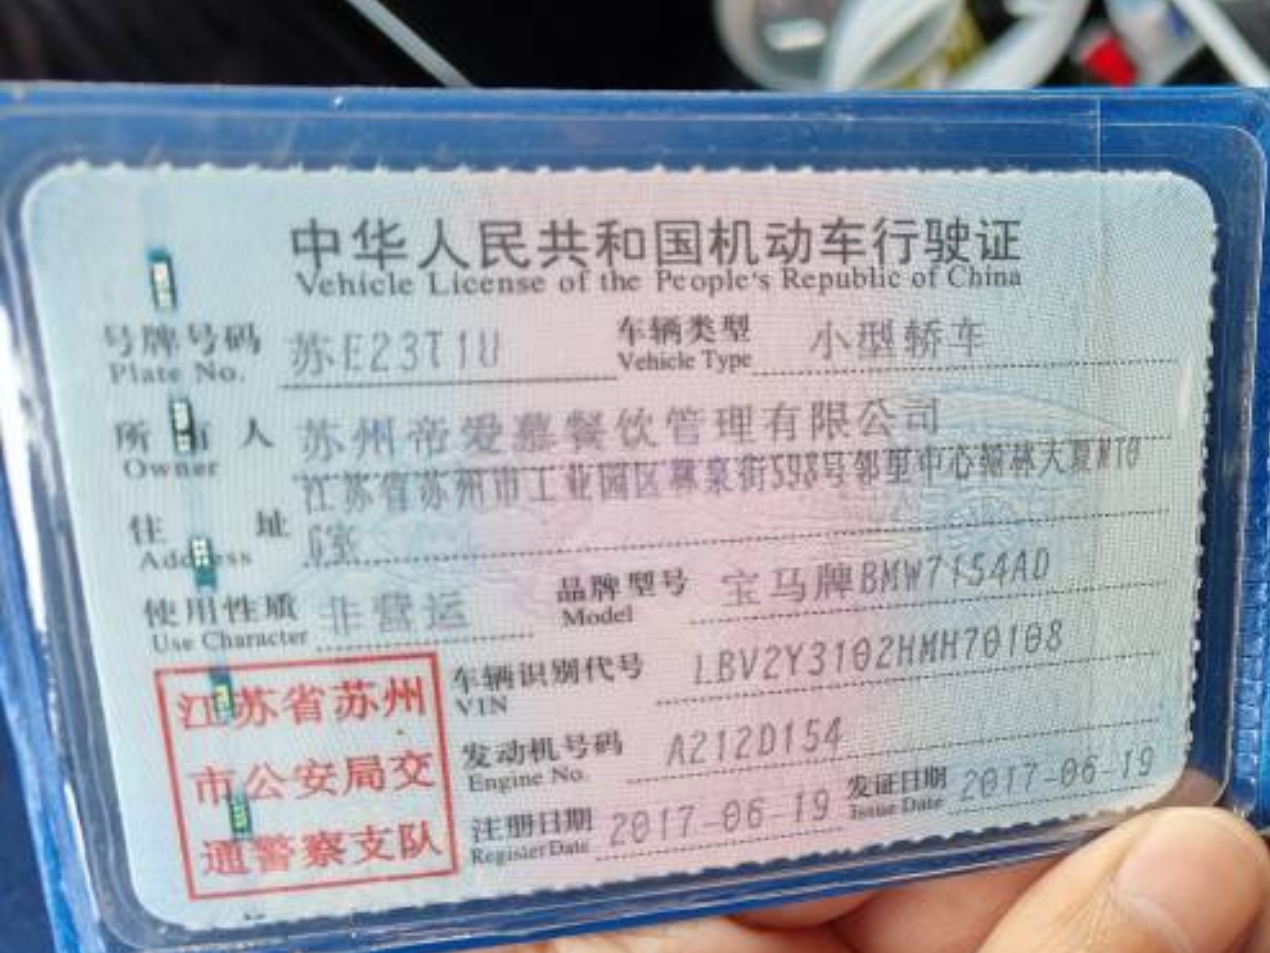 中华人民共和国机动车行驶证
Vehicle License of the People's Republic of China
号牌号码 苏E23T1U 车辆类型 小型轿车
Plate No. Vehicle Type
所有人 苏州帝爱慕餐饮管理有限公司
Owner
江苏省苏州市工业园区林泉街598号邻里中心翰林大厦
住址 室
Address
使用性质 非营运 品牌型号 宝马牌BMW7154AD
Use Character Model
车辆识别代号 LBV2Y3102HMH70108
VIN
发动机号码 A212D154
Engine No.
注册日期 2017-06-19 发证日期 2017-06-19
Register Date Issue Date
江苏省苏州
市公安局交
通警察支队